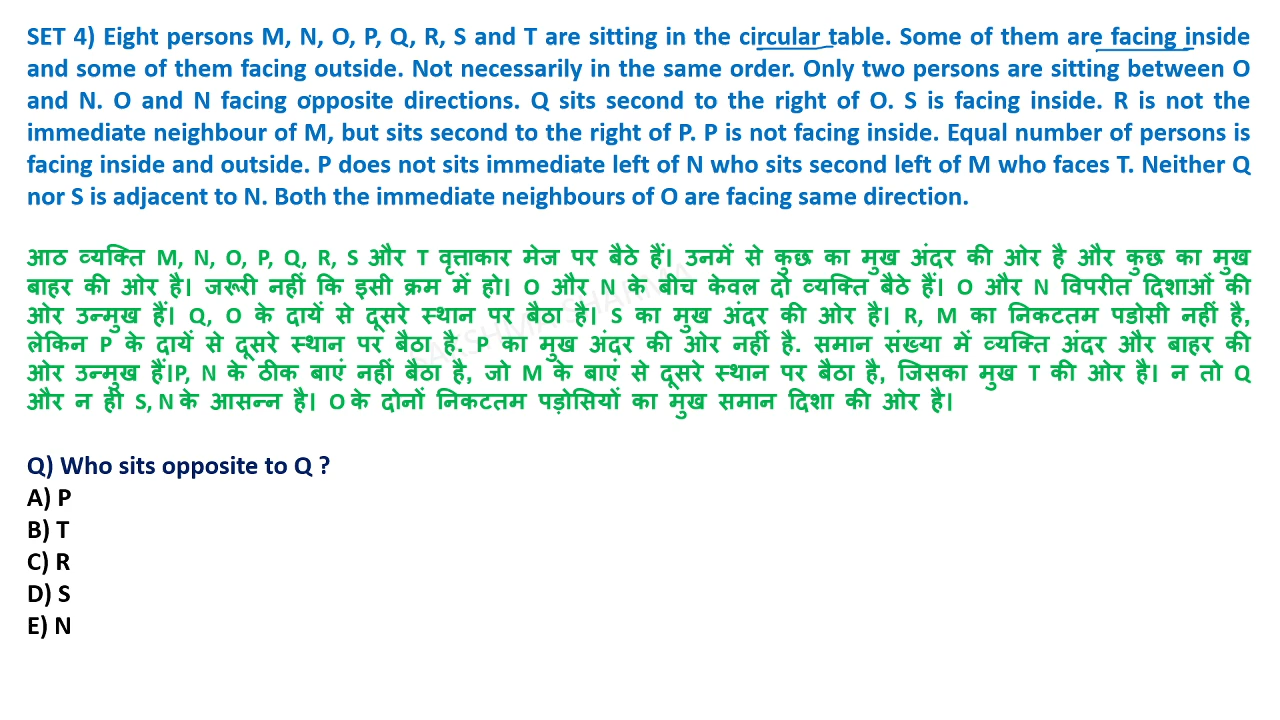 SET 4) Eight persons M, N, O, P, Q, R, S and T are sitting in the circular table. Some of them are facing inside
and some of them facing outside. Not necessarily in the same order. Only two persons are sitting between O
and N. O and N facing opposite directions. Q sits second to the right of O. S is facing inside. R is not the
immediate neighbour of M, but sits second to the right of P. P is not facing inside. Equal number of persons is
facing inside and outside. P does not sits immediate left of N who sits second left of M who faces T. Neither Q
nor S is adjacent to N. Both the immediate neighbours of O are facing same direction.
आठ व्यक्ति M, N, O, P, Q, R, S और T वृत्ताकार मेज पर बैठे हैं। उनमें से कुछ का मुख अंदर की ओर है और कुछ का मुख
बाहर की ओर है। जरूरी नहीं कि इसी क्रम में हो। O और N के बीच केवल दो व्यक्ति बैठे हैं। O और N विपरीत दिशाओं की
ओर उन्मुख हैं। Q, O के दायें से दूसरे स्थान पर बैठा है। S का मुख अंदर की ओर है। R, M का निकटतम पडोसी नहीं है,
लेकिन P के दायें से दूसरे स्थान पर बैठा है. P का मुख अंदर की ओर नहीं है. समान संख्या में व्यक्ति अंदर और बाहर की
ओर उन्मुख हैं।P, N के ठीक बाएं नहीं बैठा है, जो M के बाएं से दूसरे स्थान पर बैठा है, जिसका मुख T की ओर है। न तो Q
और न ही S, N के आसन्न है। O के दोनों निकटतम पड़ोसियों का मुख समान दिशा की ओर है।
Q) Who sits opposite to Q ?
A) P
B) T
C) R
D) S
E) N